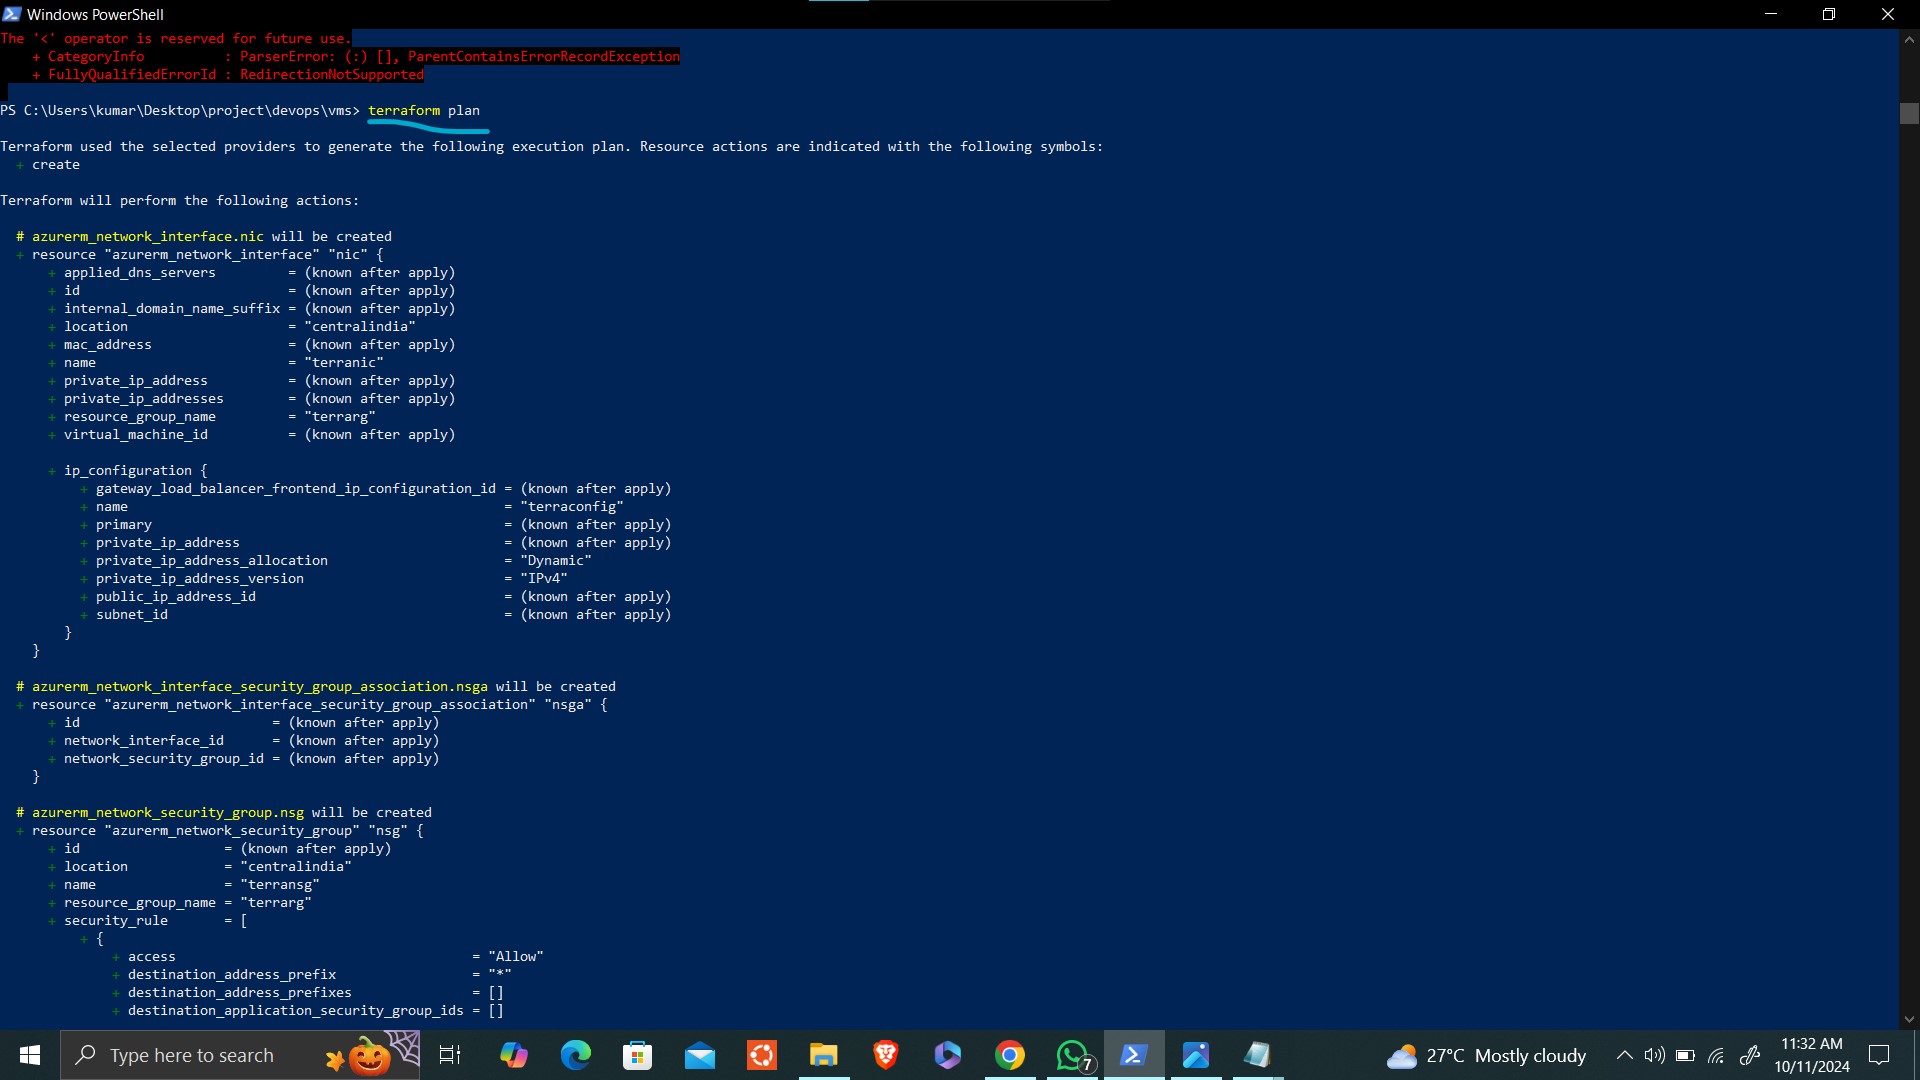 Windows PowerShell
The '<' operator is reserved for future use.
    + CategoryInfo          : ParserError: (:) [], ParentContainsErrorRecordException
    + FullyQualifiedErrorId : RedirectionNotSupported
PS C:\Users\kumar\Desktop\project\devops\vms> terraform plan
Terraform used the selected providers to generate the following execution plan. Resource actions are indicated with the following symbols:
  + create
Terraform will perform the following actions:
  # azurerm_network_interface.nic will be created
  + resource "azurerm_network_interface" "nic" {
      + applied_dns_servers         = (known after apply)
      + id                          = (known after apply)
      + internal_domain_name_suffix = (known after apply)
      + location                    = "centralindia"
      + mac_address                 = (known after apply)
      + name                        = "terranic"
      + private_ip_address          = (known after apply)
      + private_ip_addresses        = (known after apply)
      + resource_group_name         = "terrarg"
      + virtual_machine_id          = (known after apply)
      + ip_configuration {
          + gateway_load_balancer_frontend_ip_configuration_id = (known after apply)
          + name                                               = "terraconfig"
          + primary                                            = (known after apply)
          + private_ip_address                                 = (known after apply)
          + private_ip_address_allocation                      = "Dynamic"
          + private_ip_address_version                         = "IPv4"
          + public_ip_address_id                               = (known after apply)
          + subnet_id                                          = (known after apply)
        }
    }
  # azurerm_network_interface_security_group_association.nsga will be created
  + resource "azurerm_network_interface_security_group_association" "nsga" {
      + id                        = (known after apply)
      + network_interface_id      = (known after apply)
      + network_security_group_id = (known after apply)
    }
  # azurerm_network_security_group.nsg will be created
  + resource "azurerm_network_security_group" "nsg" {
      + id                  = (known after apply)
      + location            = "centralindia"
      + name                = "terransg"
      + resource_group_name = "terrarg"
      + security_rule       = [
          + {
              + access                                     = "Allow"
              + destination_address_prefix                 = "*"
              + destination_address_prefixes               = []
              + destination_application_security_group_ids = []
Type here to search
7
27°C Mostly cloudy
11:32 AM
10/11/2024